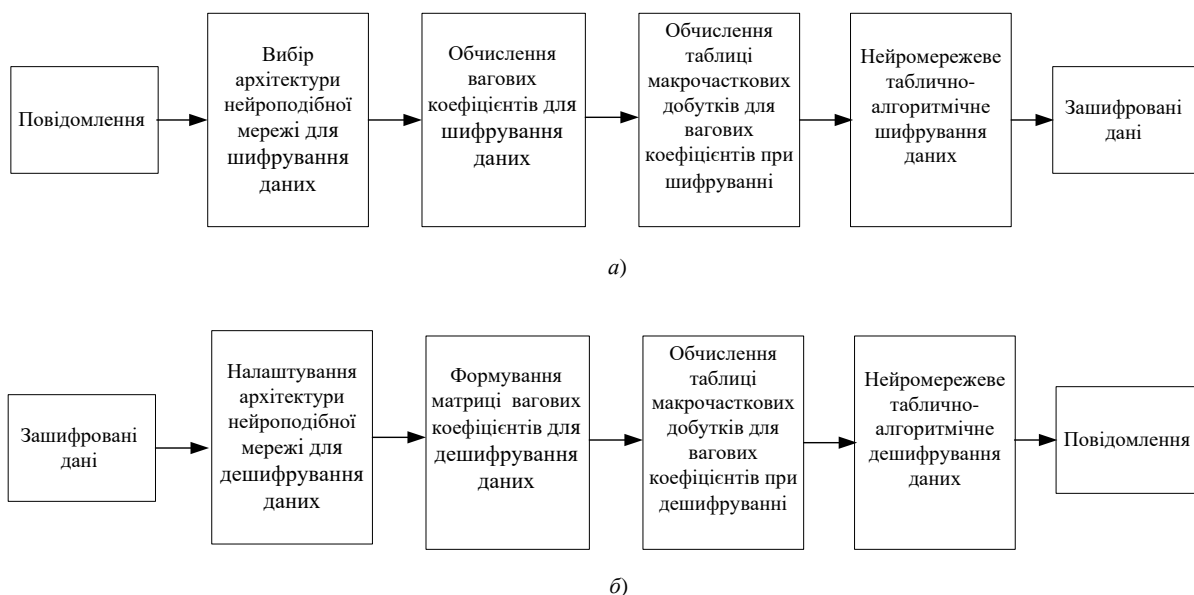 Повідомлення
Вибір
архітектури
нейроподібної
мережі для
шифрування
даних
Обчислення
вагових
коефіцієнтів для
шифрування
даних
Обчислення
таблиці
макрочасткових
добутків для
вагових
коефіцієнтів при
шифруванні
Нейромережеве
таблично-
алгоритмічне
шифрування
даних
Зашифровані
дані
а)
Зашифровані
дані
Налаштування
архітектури
нейроподібної
мережі для
дешифрування
даних
Формування
матриці вагових
коефіцієнтів для
дешифрування
даних
Обчислення
таблиці
макрочасткових
добутків для
вагових
коефіцієнтів при
дешифруванні
Нейромережеве
таблично-
алгоритмічне
дешифрування
даних
Повідомлення
б)